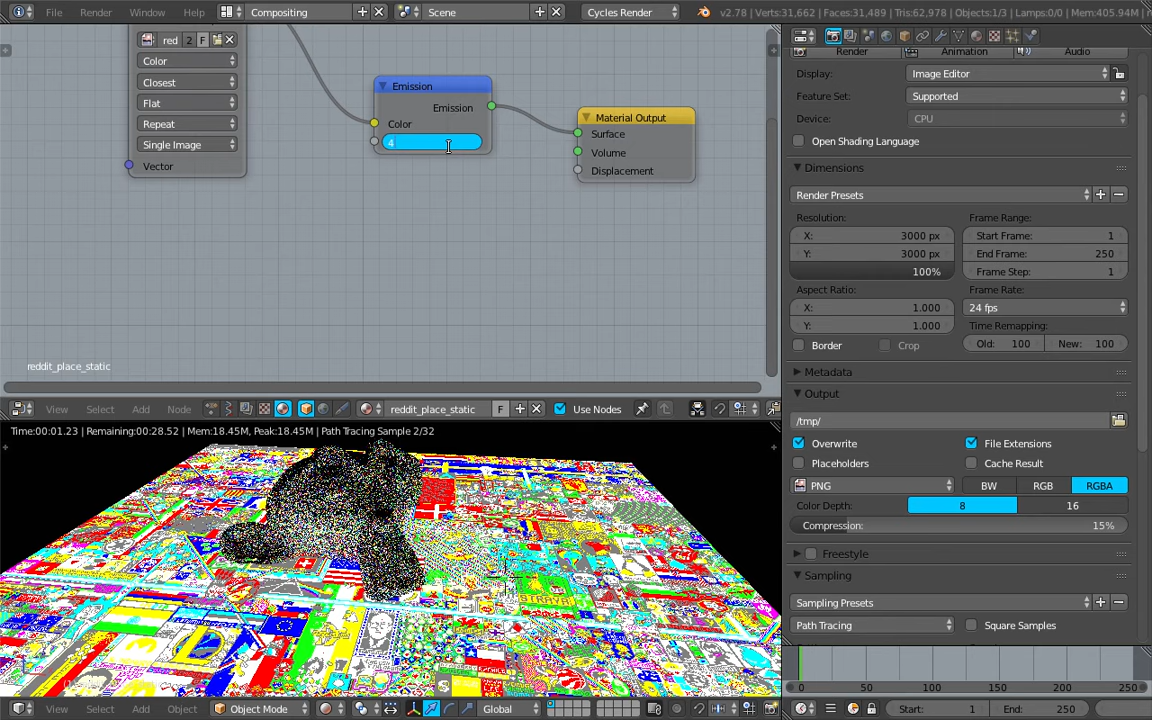 File Render Window Help Compositing Scene Cycles Render v2.78 | Verts:31,662 | Faces:31,489 | Tris:62,978 | Objects:1/3 | Lamps:0/0 | Mem:405.94M
red 2 F
Color
Closest
Flat
Repeat
Single Image
Vector
Emission
Emission
Color
4
Material Output
Surface
Volume
Displacement
reddit_place_static
View Select Add Node reddit_place_static F Use Nodes
Time:00:01.23 | Remaining:00:28.52 | Mem:18.45M, Peak:18.45M | Path Tracing Sample 2/32
View Select Add Object Object Mode Global
Render Animation Audio
Display: Image Editor
Feature Set: Supported
Device: CPU
Open Shading Language
Dimensions
Render Presets
Resolution: Frame Range:
X: 3000 px Start Frame: 1
Y: 3000 px End Frame: 250
100% Frame Step: 1
Aspect Ratio: Frame Rate:
X: 1.000 24 fps
Y: 1.000 Time Remapping:
Border Crop Old: 100 New: 100
Metadata
Output
/tmp/
Overwrite File Extensions
Placeholders Cache Result
PNG BW RGB RGBA
Color Depth: 8 16
Compression: 15%
Freestyle
Sampling
Sampling Presets
Path Tracing Square Samples
0 50 100 150 200 250
Start: 1 End: 250